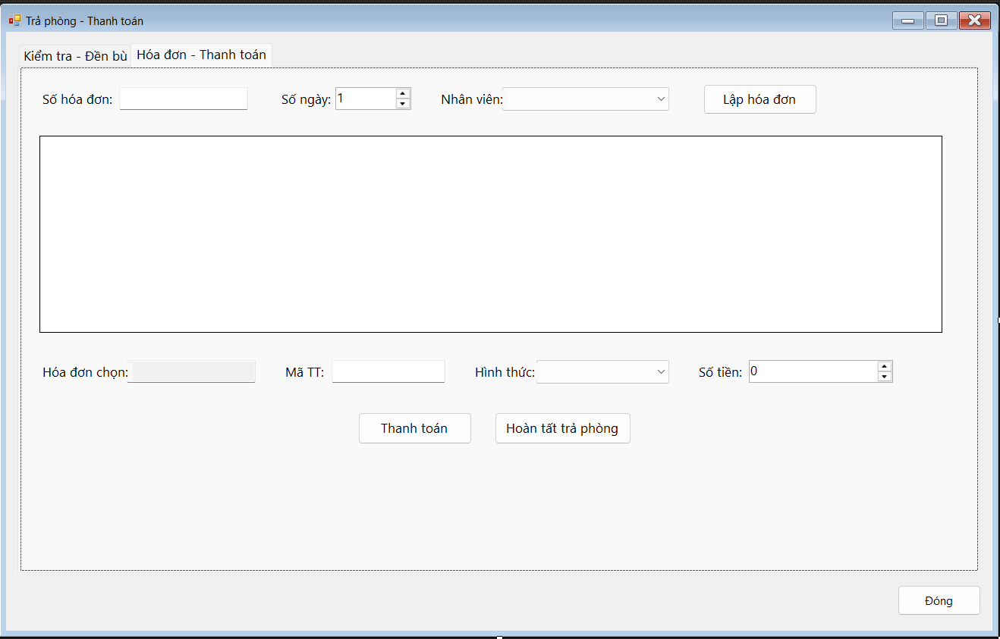 Trả phòng - Thanh toán
Kiểm tra - Đền bù Hóa đơn - Thanh toán
Số hóa đơn: Số ngày: 1 Nhân viên: Lập hóa đơn
Hóa đơn chọn: Mã TT: Hình thức: Số tiền: 0
Thanh toán Hoàn tất trả phòng
Đóng